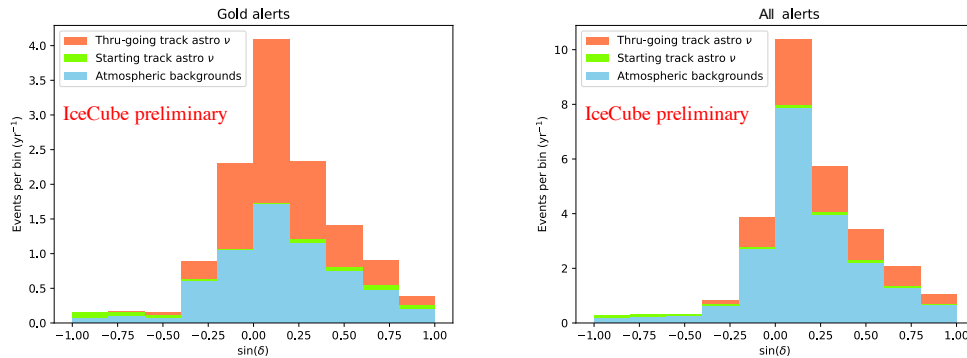 Gold alerts
Thru-going track astro ν
Starting track astro ν
Atmospheric backgrounds
IceCube preliminary
Events per bin (yr⁻¹)
4.0
3.5
3.0
2.5
2.0
1.5
1.0
0.5
0.0
−1.00 −0.75 −0.50 −0.25 0.00 0.25 0.50 0.75 1.00
sin(δ)
All alerts
Thru-going track astro ν
Starting track astro ν
Atmospheric backgrounds
IceCube preliminary
Events per bin (yr⁻¹)
10
8
6
4
2
0
−1.00 −0.75 −0.50 −0.25 0.00 0.25 0.50 0.75 1.00
sin(δ)